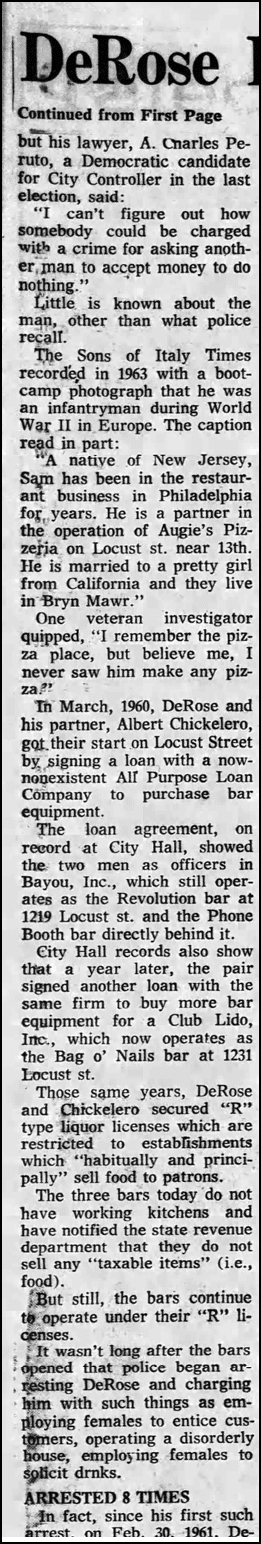 DeRose
Continued from First Page
but his lawyer, A. Charles Pe-
ruto, a Democratic candidate
for City Controller in the last
election, said:
"I can't figure out how
somebody could be charged
with a crime for asking anoth-
er man to accept money to do
nothing."
Little is known about the
man, other than what police
recall.
The Sons of Italy Times
recorded in 1963 with a boot-
camp photograph that he was
an infantryman during World
War II in Europe. The caption
read in part:
"A native of New Jersey,
Sam has been in the restaur-
ant business in Philadelphia
for years. He is a partner in
the operation of Augie's Piz-
zeria on Locust st. near 13th.
He is married to a pretty girl
from California and they live
in Bryn Mawr."
One veteran investigator
quipped, "I remember the piz-
za place, but believe me, I
never saw him make any piz-
za."
In March, 1960, DeRose and
his partner, Albert Chickelero,
got their start on Locust Street
by signing a loan with a now-
nonexistent All Purpose Loan
Company to purchase bar
equipment.
The loan agreement, on
record at City Hall, showed
the two men as officers in
Bayou, Inc., which still oper-
ates as the Revolution bar at
1219 Locust st. and the Phone
Booth bar directly behind it.
City Hall records also show
that a year later, the pair
signed another loan with the
same firm to buy more bar
equipment for a Club Lido,
Inc., which now operates as
the Bag o' Nails bar at 1231
Locust st.
Those same years, DeRose
and Chickelero secured "R"
type liquor licenses which are
restricted to establishments
which "habitually and princi-
pally" sell food to patrons.
The three bars today do not
have working kitchens and
have notified the state revenue
department that they do not
sell any "taxable items" (i.e.,
food).
But still, the bars continue
to operate under their "R" li-
censes.
It wasn't long after the bars
opened that police began ar-
resting DeRose and charging
him with such things as em-
ploying females to entice cus-
tomers, operating a disorderly
house, employing females to
solicit drnks.
ARRESTED 8 TIMES
In fact, since his first such
arrest, on Feb. 30, 1961, De-